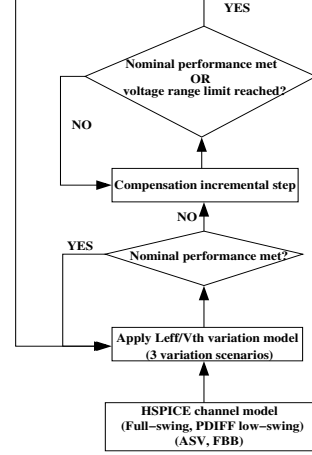 YES
Nominal performance met
OR
voltage range limit reached?
NO
Compensation incremental step
NO
YES
Nominal performance met?
Apply Leff/Vth variation model
(3 variation scenarios)
HSPICE channel model
(Full−swing, PDIFF low−swing)
(ASV, FBB)